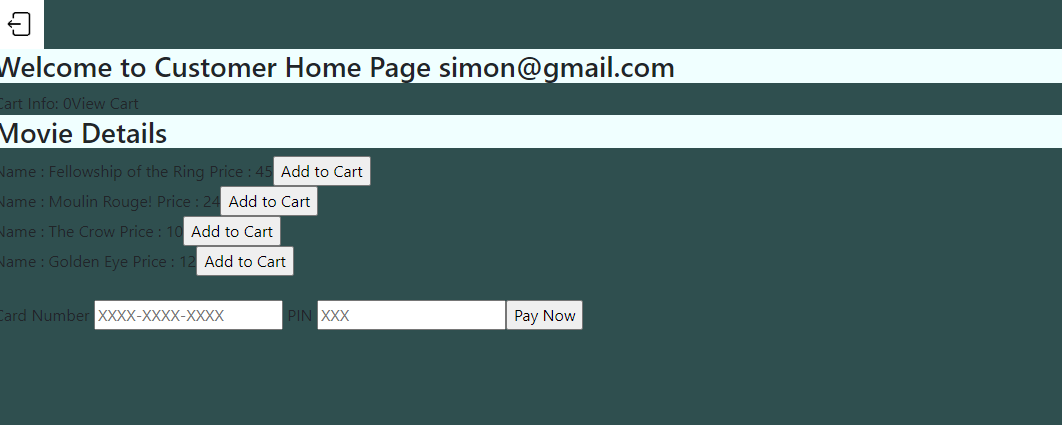 Welcome to Customer Home Page simon@gmail.com
Cart Info: 0View Cart
Movie Details
Name : Fellowship of the Ring Price : 45 Add to Cart
Name : Moulin Rouge! Price : 24 Add to Cart
Name : The Crow Price : 10 Add to Cart
Name : Golden Eye Price : 12 Add to Cart
Card Number XXXX-XXXX-XXXX PIN XXX Pay Now